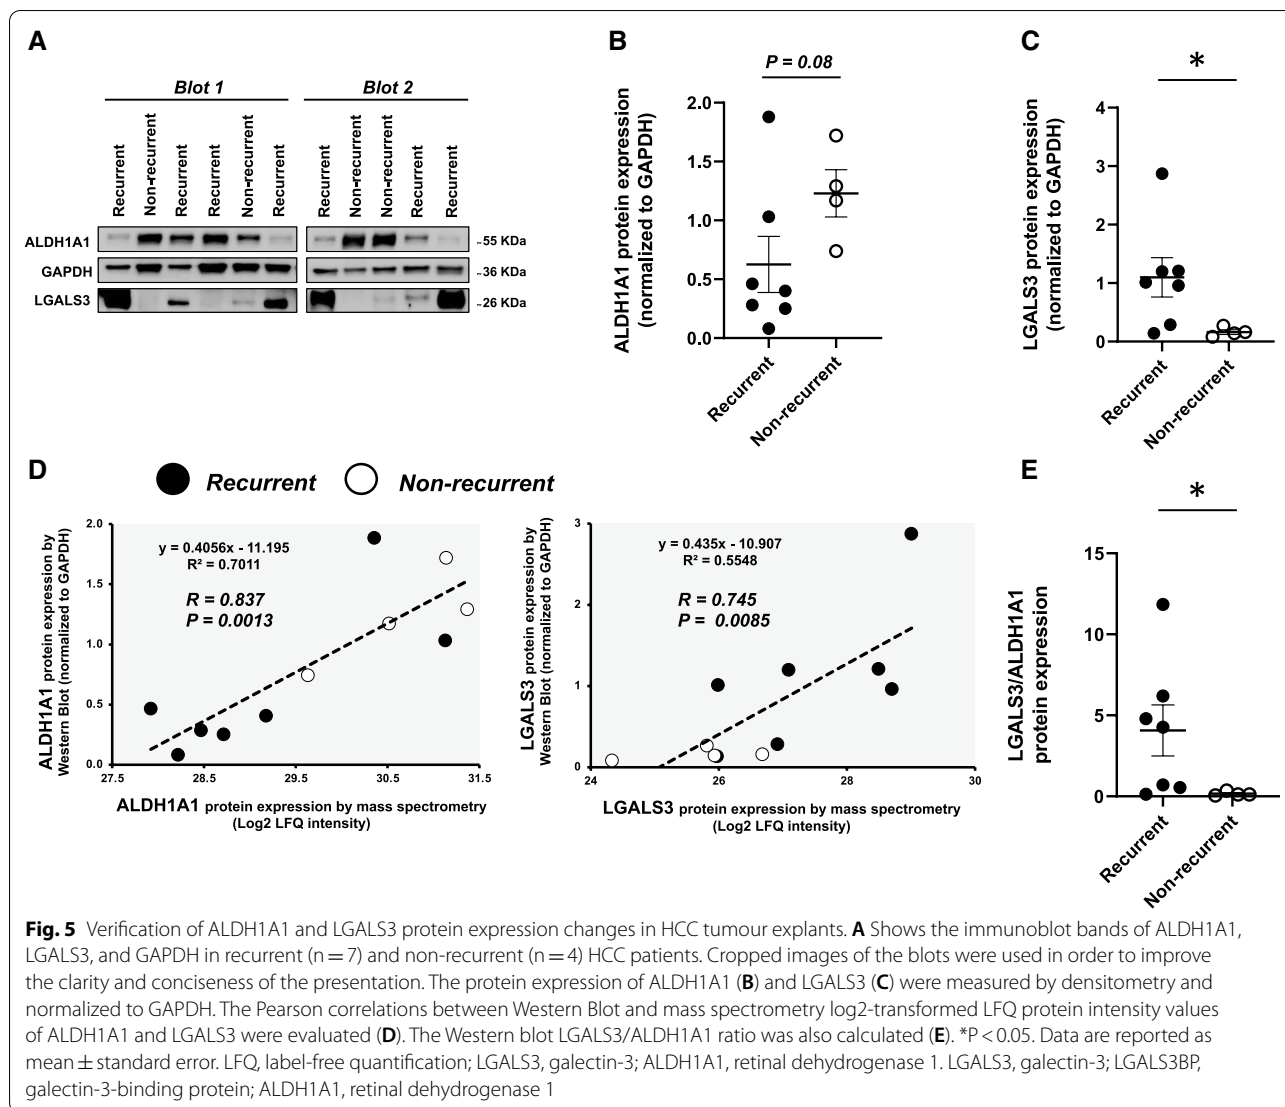 A
Blot 1
Blot 2
Recurrent
Non-recurrent
Recurrent
Recurrent
Non-recurrent
Recurrent
Recurrent
Non-recurrent
Non-recurrent
Recurrent
Recurrent
ALDH1A1
GAPDH
LGALS3
~55 KDa
~36 KDa
~26 KDa
B
P = 0.08
ALDH1A1 protein expression
(normalized to GAPDH)
2.0
1.5
1.0
0.5
0.0
Recurrent
Non-recurrent
C
*
LGALS3 protein expression
(normalized to GAPDH)
4
3
2
1
0
Recurrent
Non-recurrent
D
Recurrent
Non-recurrent
ALDH1A1 protein expression by
Western Blot (normalized to GAPDH)
2.0
1.5
1.0
0.5
0.0
y = 0.4056x - 11.195
R² = 0.7011
R = 0.837
P = 0.0013
27.5
28.5
29.5
30.5
31.5
ALDH1A1 protein expression by mass spectrometry
(Log2 LFQ intensity)
LGALS3 protein expression by
Western Blot (normalized to GAPDH)
3
2
1
0
y = 0.435x - 10.907
R² = 0.5548
R = 0.745
P = 0.0085
24
26
28
30
LGALS3 protein expression by mass spectrometry
(Log2 LFQ intensity)
E
*
LGALS3/ALDH1A1
protein expression
15
10
5
0
Recurrent
Non-recurrent
Fig. 5 Verification of ALDH1A1 and LGALS3 protein expression changes in HCC tumour explants. A Shows the immunoblot bands of ALDH1A1,
LGALS3, and GAPDH in recurrent (n = 7) and non-recurrent (n = 4) HCC patients. Cropped images of the blots were used in order to improve
the clarity and conciseness of the presentation. The protein expression of ALDH1A1 (B) and LGALS3 (C) were measured by densitometry and
normalized to GAPDH. The Pearson correlations between Western Blot and mass spectrometry log2-transformed LFQ protein intensity values
of ALDH1A1 and LGALS3 were evaluated (D). The Western blot LGALS3/ALDH1A1 ratio was also calculated (E). *P < 0.05. Data are reported as
mean ± standard error. LFQ, label-free quantification; LGALS3, galectin-3; ALDH1A1, retinal dehydrogenase 1. LGALS3, galectin-3; LGALS3BP,
galectin-3-binding protein; ALDH1A1, retinal dehydrogenase 1